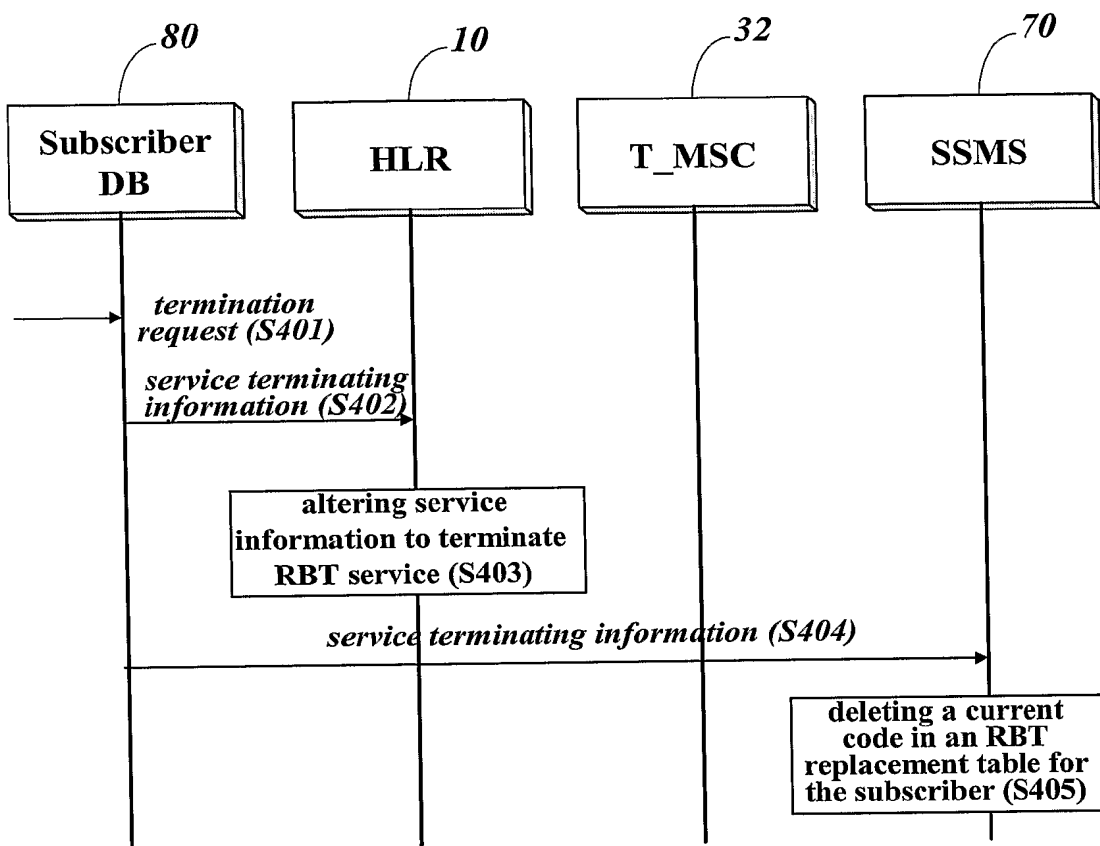 80
10
32
70
Subscriber
DB
HLR
T_MSC
SSMS
termination
request (S401)
service terminating
information (S402)
altering service
information to terminate
RBT service (S403)
service terminating information (S404)
deleting a current
code in an RBT
replacement table for
the subscriber (S405)